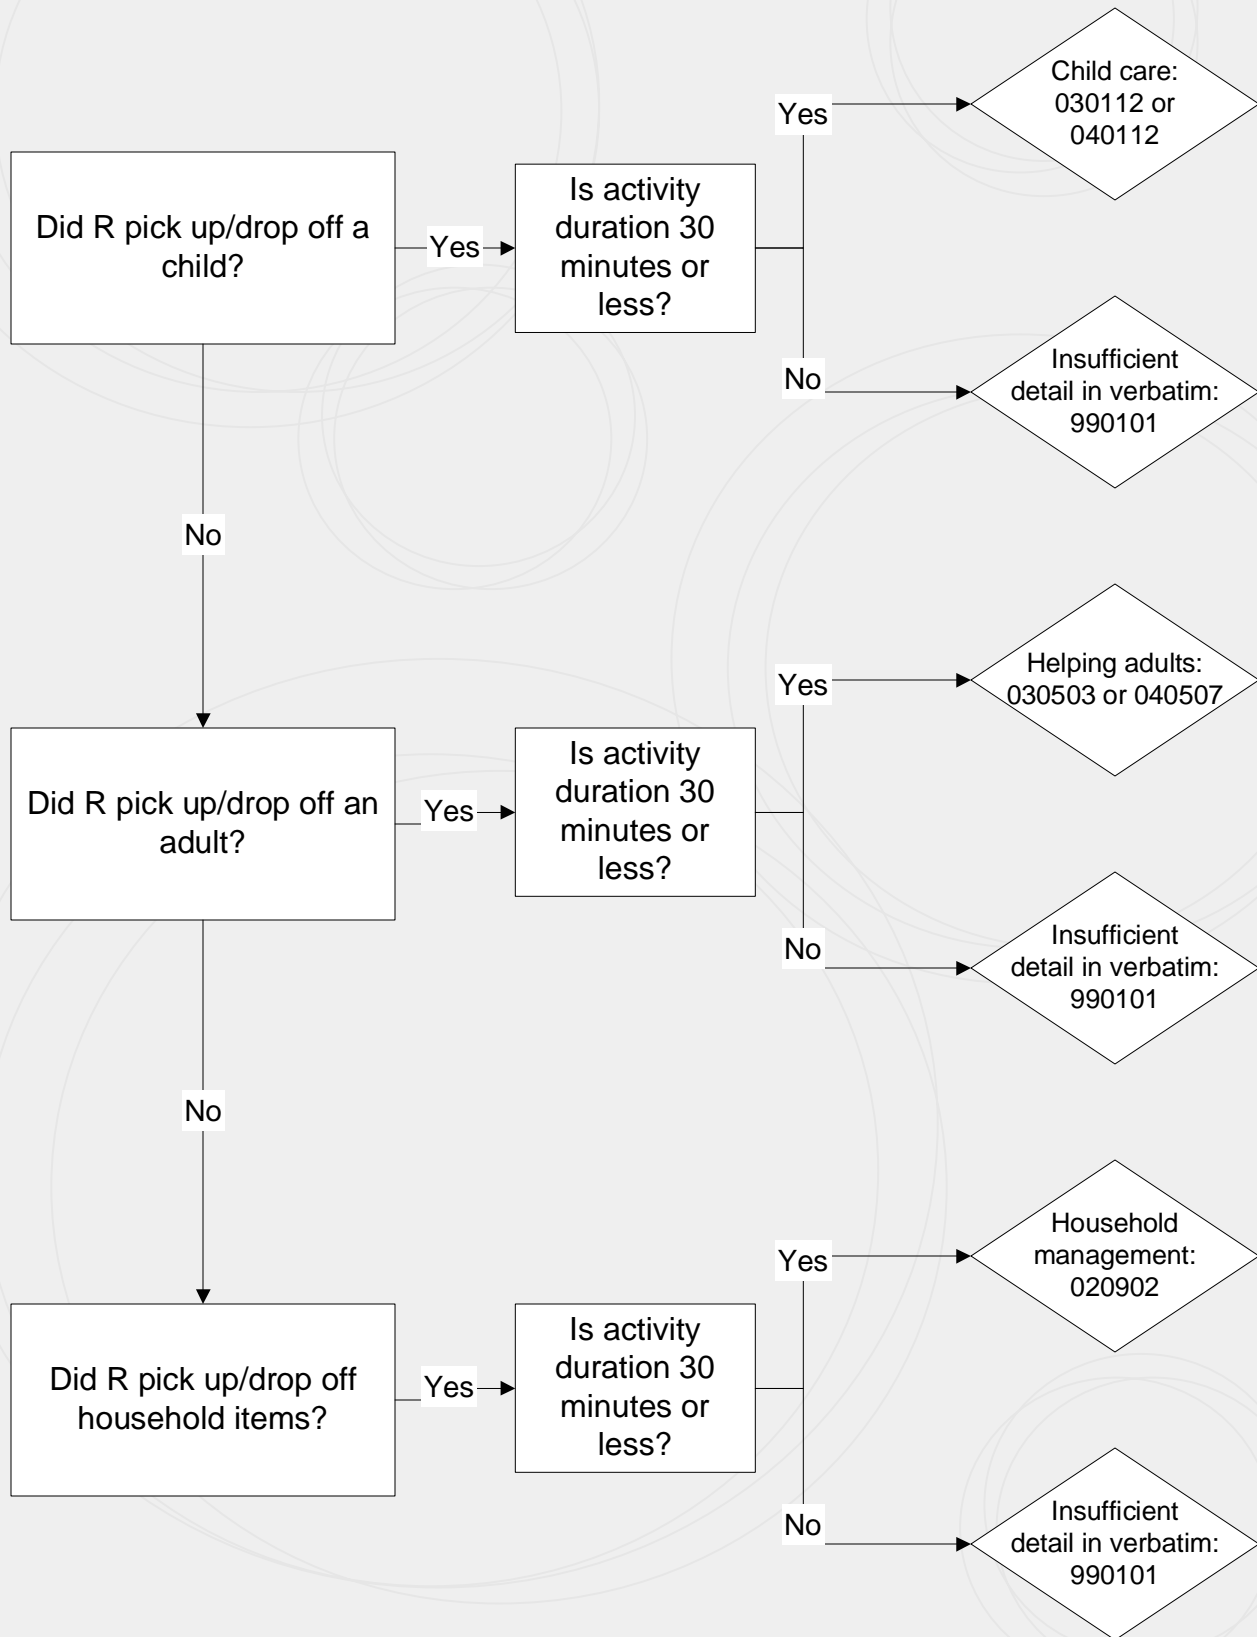 Child care:
030112 or
040112
Yes
Did R pick up/drop off a
child?
Yes
Is activity
duration 30
minutes or
less?
No
Insufficient
detail in verbatim:
990101
No
Helping adults:
030503 or 040507
Yes
Did R pick up/drop off an
adult?
Yes
Is activity
duration 30
minutes or
less?
No
Insufficient
detail in verbatim:
990101
No
Household
management:
020902
Yes
Did R pick up/drop off
household items?
Yes
Is activity
duration 30
minutes or
less?
No
Insufficient
detail in verbatim:
990101